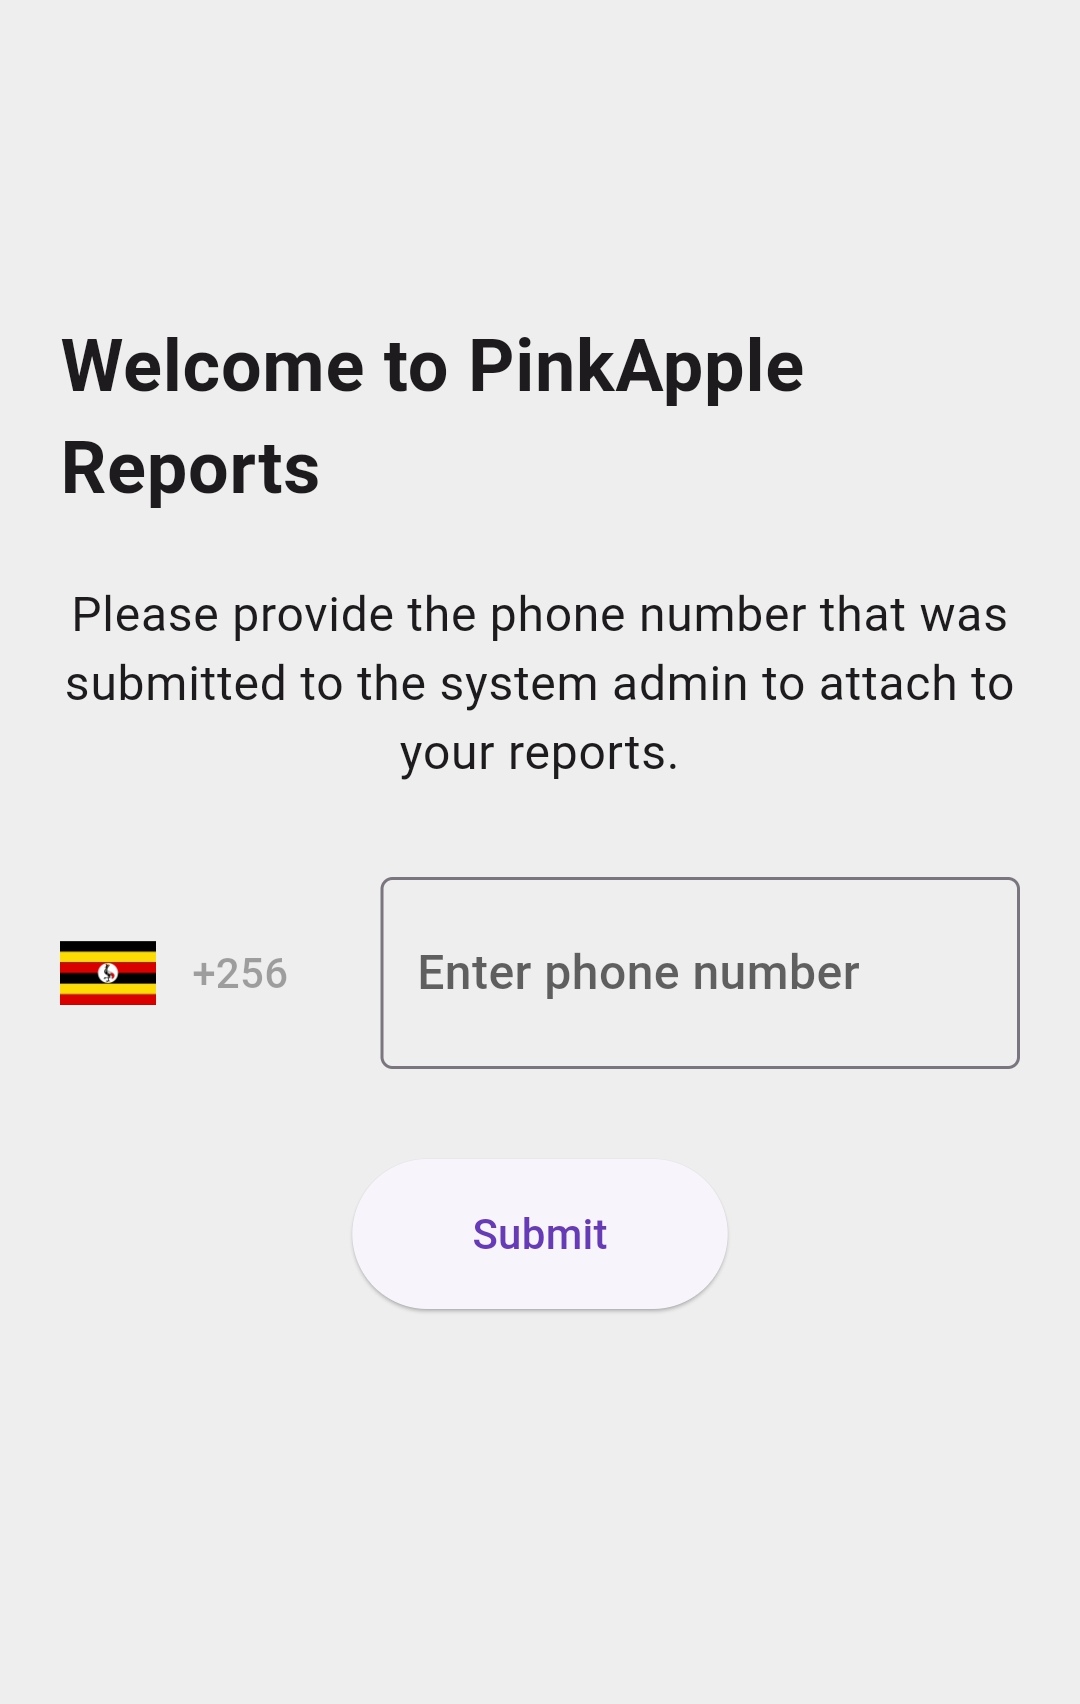 Welcome to PinkApple
Reports
Please provide the phone number that was
submitted to the system admin to attach to
your reports.
+256
Enter phone number
Submit